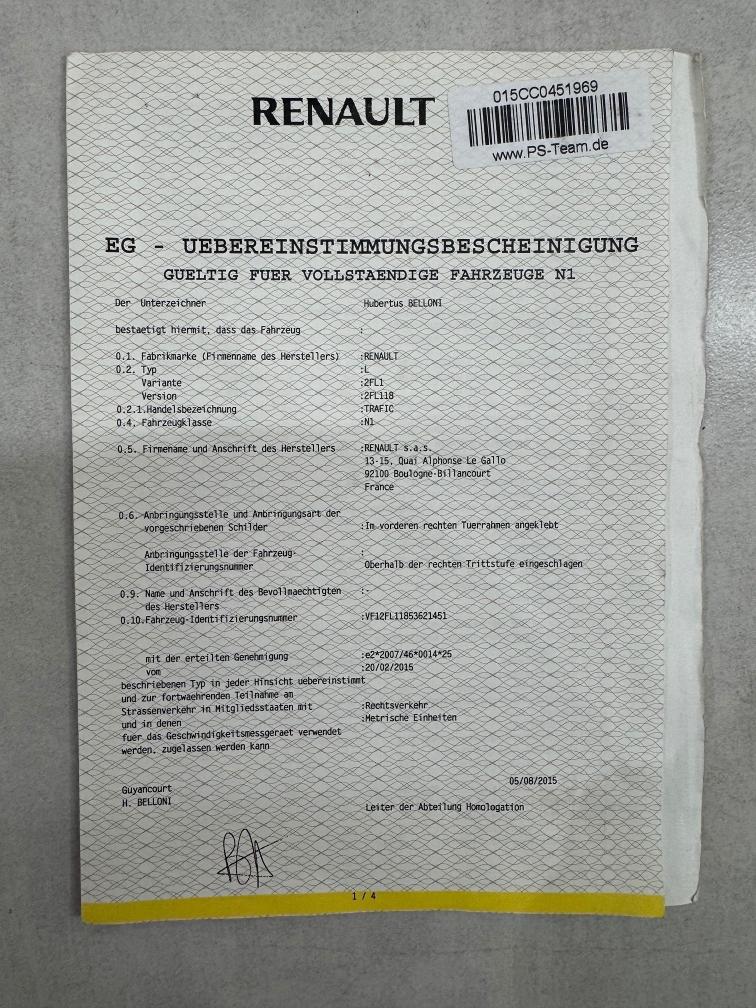 RENAULT
015CC0451969
www.PS-Team.de
EG - UEBEREINSTIMMUNGSBESCHEINIGUNG
GUELTIG FUER VOLLSTAENDIGE FAHRZEUGE N1
Der Unterzeichner Hubertus BELLONI
bestaetigt hiermit, dass das Fahrzeug :
0.1. Fabrikmarke (Firmenname des Herstellers) :RENAULT
0.2. Typ :L
Variante :2FL1
Version :2FL118
0.2.1.Handelsbezeichnung :TRAFIC
0.4. Fahrzeugklasse :N1
0.5. Firmename und Anschrift des Herstellers :RENAULT s.a.s.
13-15, Quai Alphonse Le Gallo
92100 Boulogne-Billancourt
France
0.6. Anbringungsstelle und Anbringungsart der
vorgeschriebenen Schilder :Im vorderen rechten Tuerrahmen angeklebt
Anbringungsstelle der Fahrzeug- :
Identifizierungsnummer Oberhalb der rechten Trittstufe eingeschlagen
0.9. Name und Anschrift des Bevollmaechtigten :-
des Herstellers
0.10.Fahrzeug-Identifizierungsnummer :VF12FL11853621451
mit der erteilten Genehmigung :e2*2007/46*0014*25
vom :20/02/2015
beschriebenen Typ in jeder Hinsicht uebereinstimmt
und zur fortwaehrenden Teilnahme am
Strassenverkehr in Mitgliedsstaaten mit :Rechtsverkehr
und in denen :Metrische Einheiten
fuer das Geschwindigkeitsmessgeraet verwendet
werden, zugelassen werden kann
05/08/2015
Guyancourt
H. BELLONI
Leiter der Abteilung Homologation
1 / 4